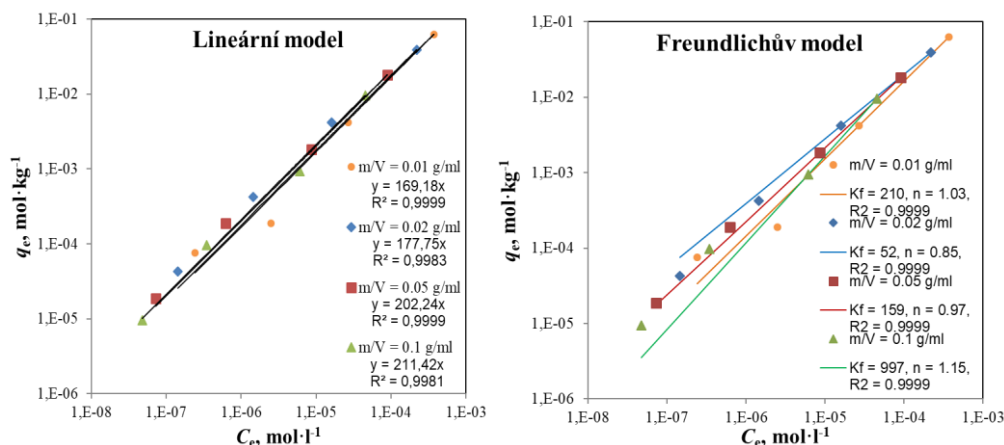 Lineární model
1,E-01
1,E-02
1,E-03
1,E-04
1,E-05
1,E-06
qe, mol·kg-1
m/V = 0.01 g/ml
y = 169,18x
R² = 0,9999
m/V = 0.02 g/ml
y = 177,75x
R² = 0,9983
m/V = 0.05 g/ml
y = 202,24x
R² = 0,9999
m/V = 0.1 g/ml
y = 211,42x
R² = 0,9981
1,E-08 1,E-07 1,E-06 1,E-05 1,E-04 1,E-03
Ce, mol·l-1
Freundlichův model
1,E-01
1,E-02
1,E-03
1,E-04
1,E-05
1,E-06
qe, mol·kg-1
m/V = 0.01 g/ml
Kf = 210, n = 1.03,
R2 = 0.9999
m/V = 0.02 g/ml
Kf = 52, n = 0.85,
R2 = 0.9999
m/V = 0.05 g/ml
Kf = 159, n = 0.97,
R2 = 0.9999
m/V = 0.1 g/ml
Kf = 997, n = 1.15,
R2 = 0.9999
1,E-08 1,E-07 1,E-06 1,E-05 1,E-04 1,E-03
Ce, mol·l-1